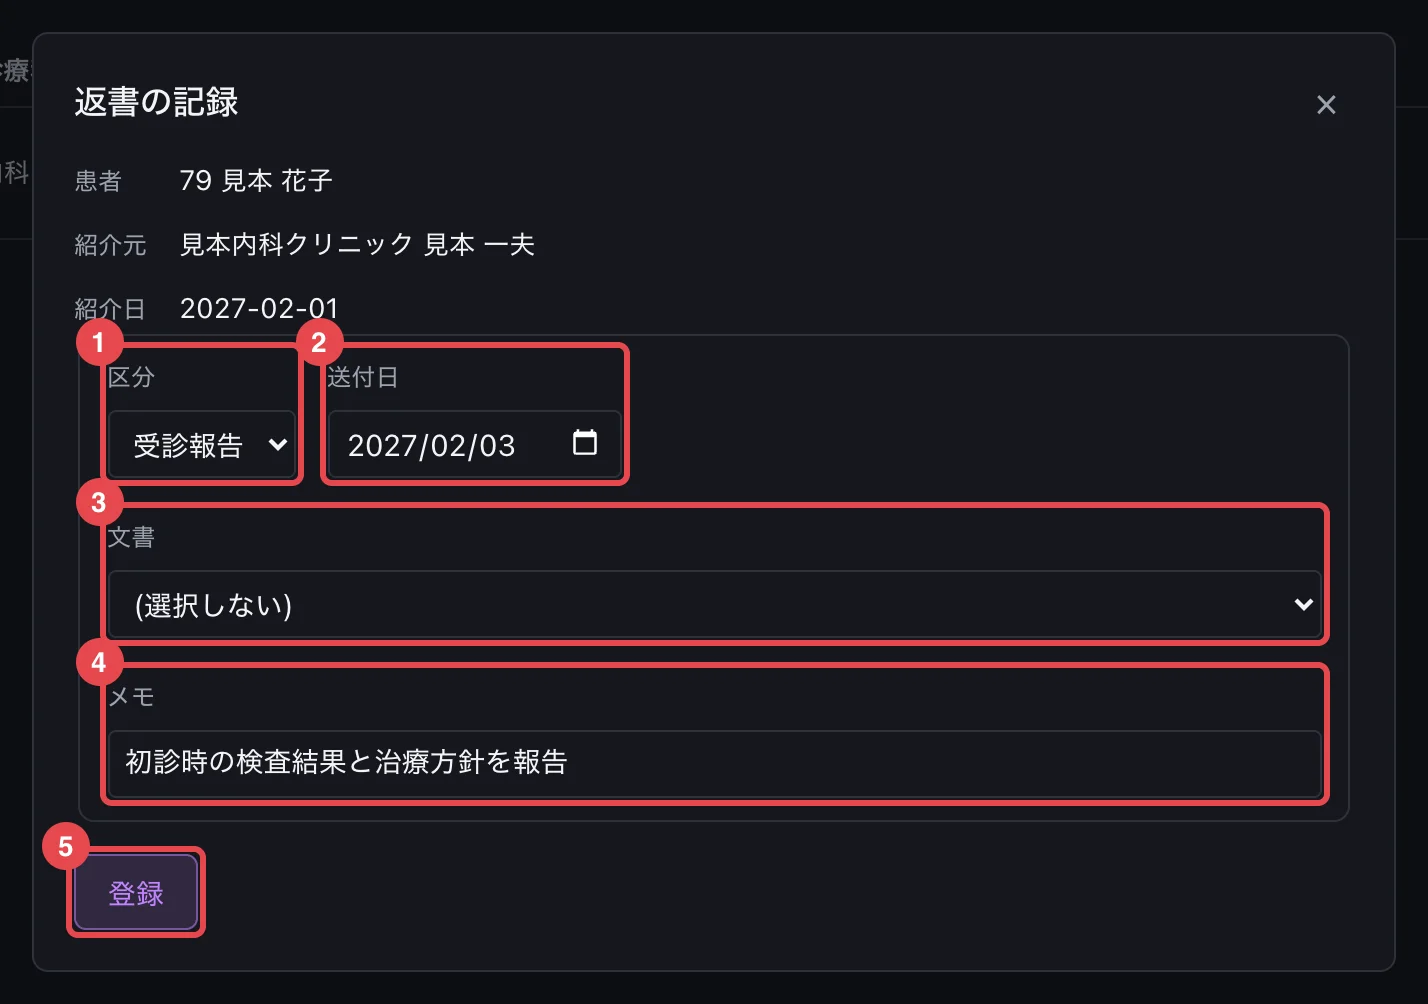 返書の記録
×
患者 79 見本 花子
紹介元 見本内科クリニック 見本 一夫
紹介日 2027-02-01
1 2
区分 送付日
受診報告 2027/02/03
3
文書
(選択しない)
4
メモ
初診時の検査結果と治療方針を報告
5
登録
療
科